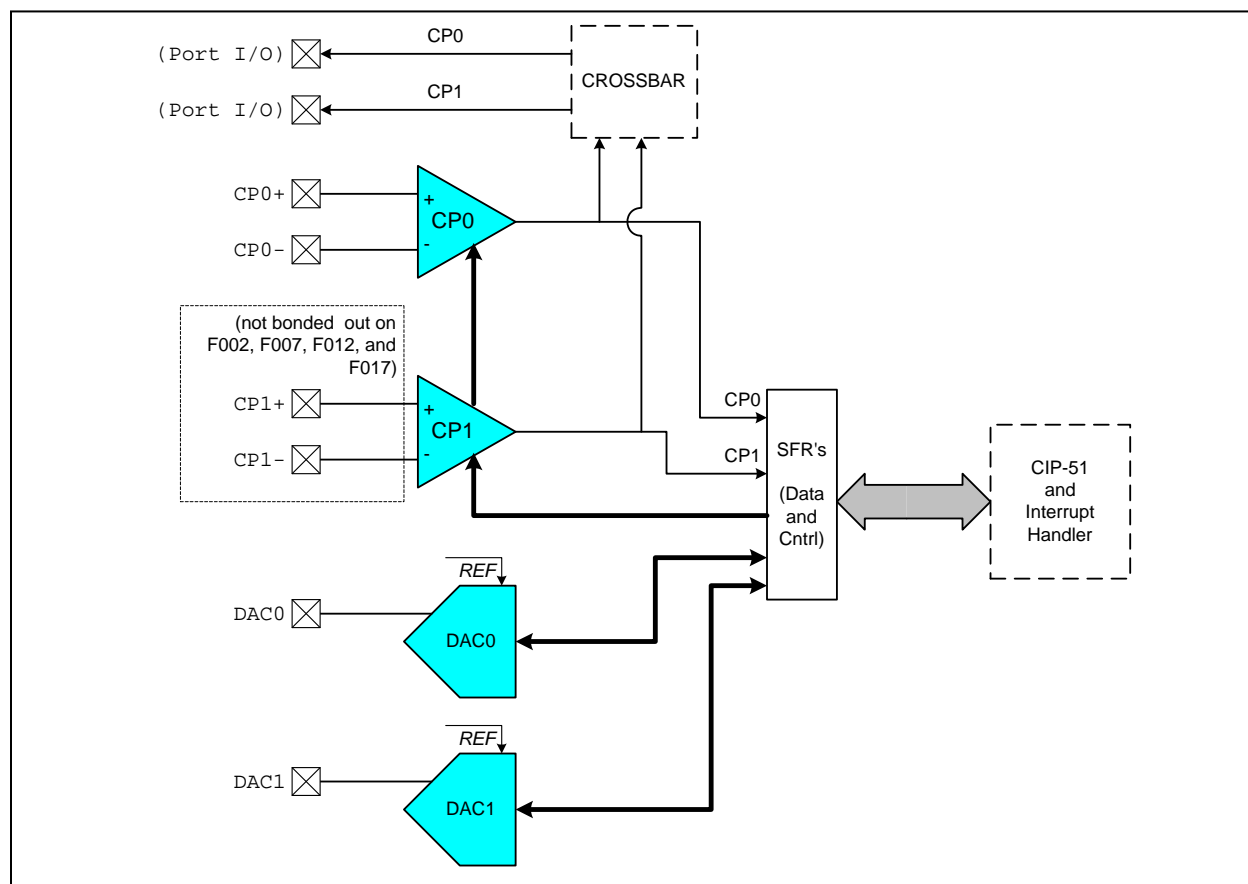 CP0
(Port I/O)
CROSSBAR
CP1
(Port I/O)
CP0+
+
CP0
CP0-
-
(not bonded out on
F002, F007, F012, and
F017)
CP1+
+
CP1
CP1-
-
CP0
CP1
SFR's
(Data
and
Cntrl)
CIP-51
and
Interrupt
Handler
REF
DAC0
DAC0
REF
DAC1
DAC1